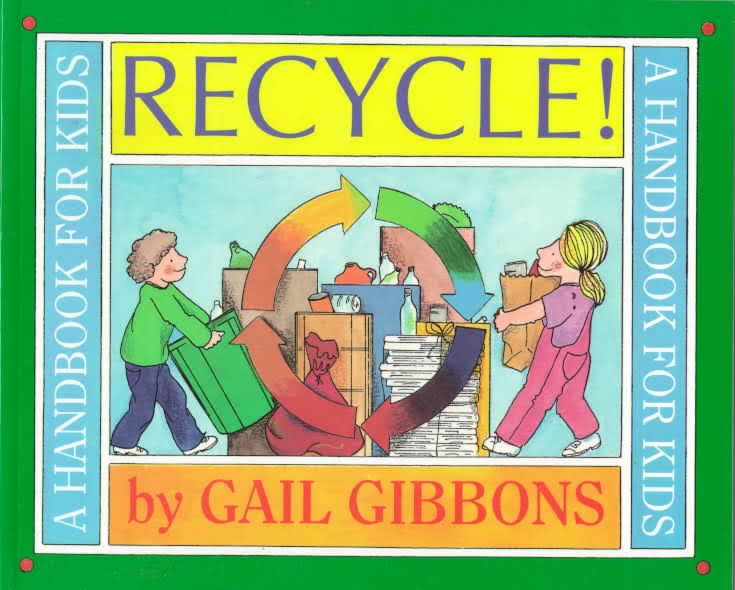 RECYCLE!
A HANDBOOK FOR KIDS
A HANDBOOK FOR KIDS
by GAIL GIBBONS